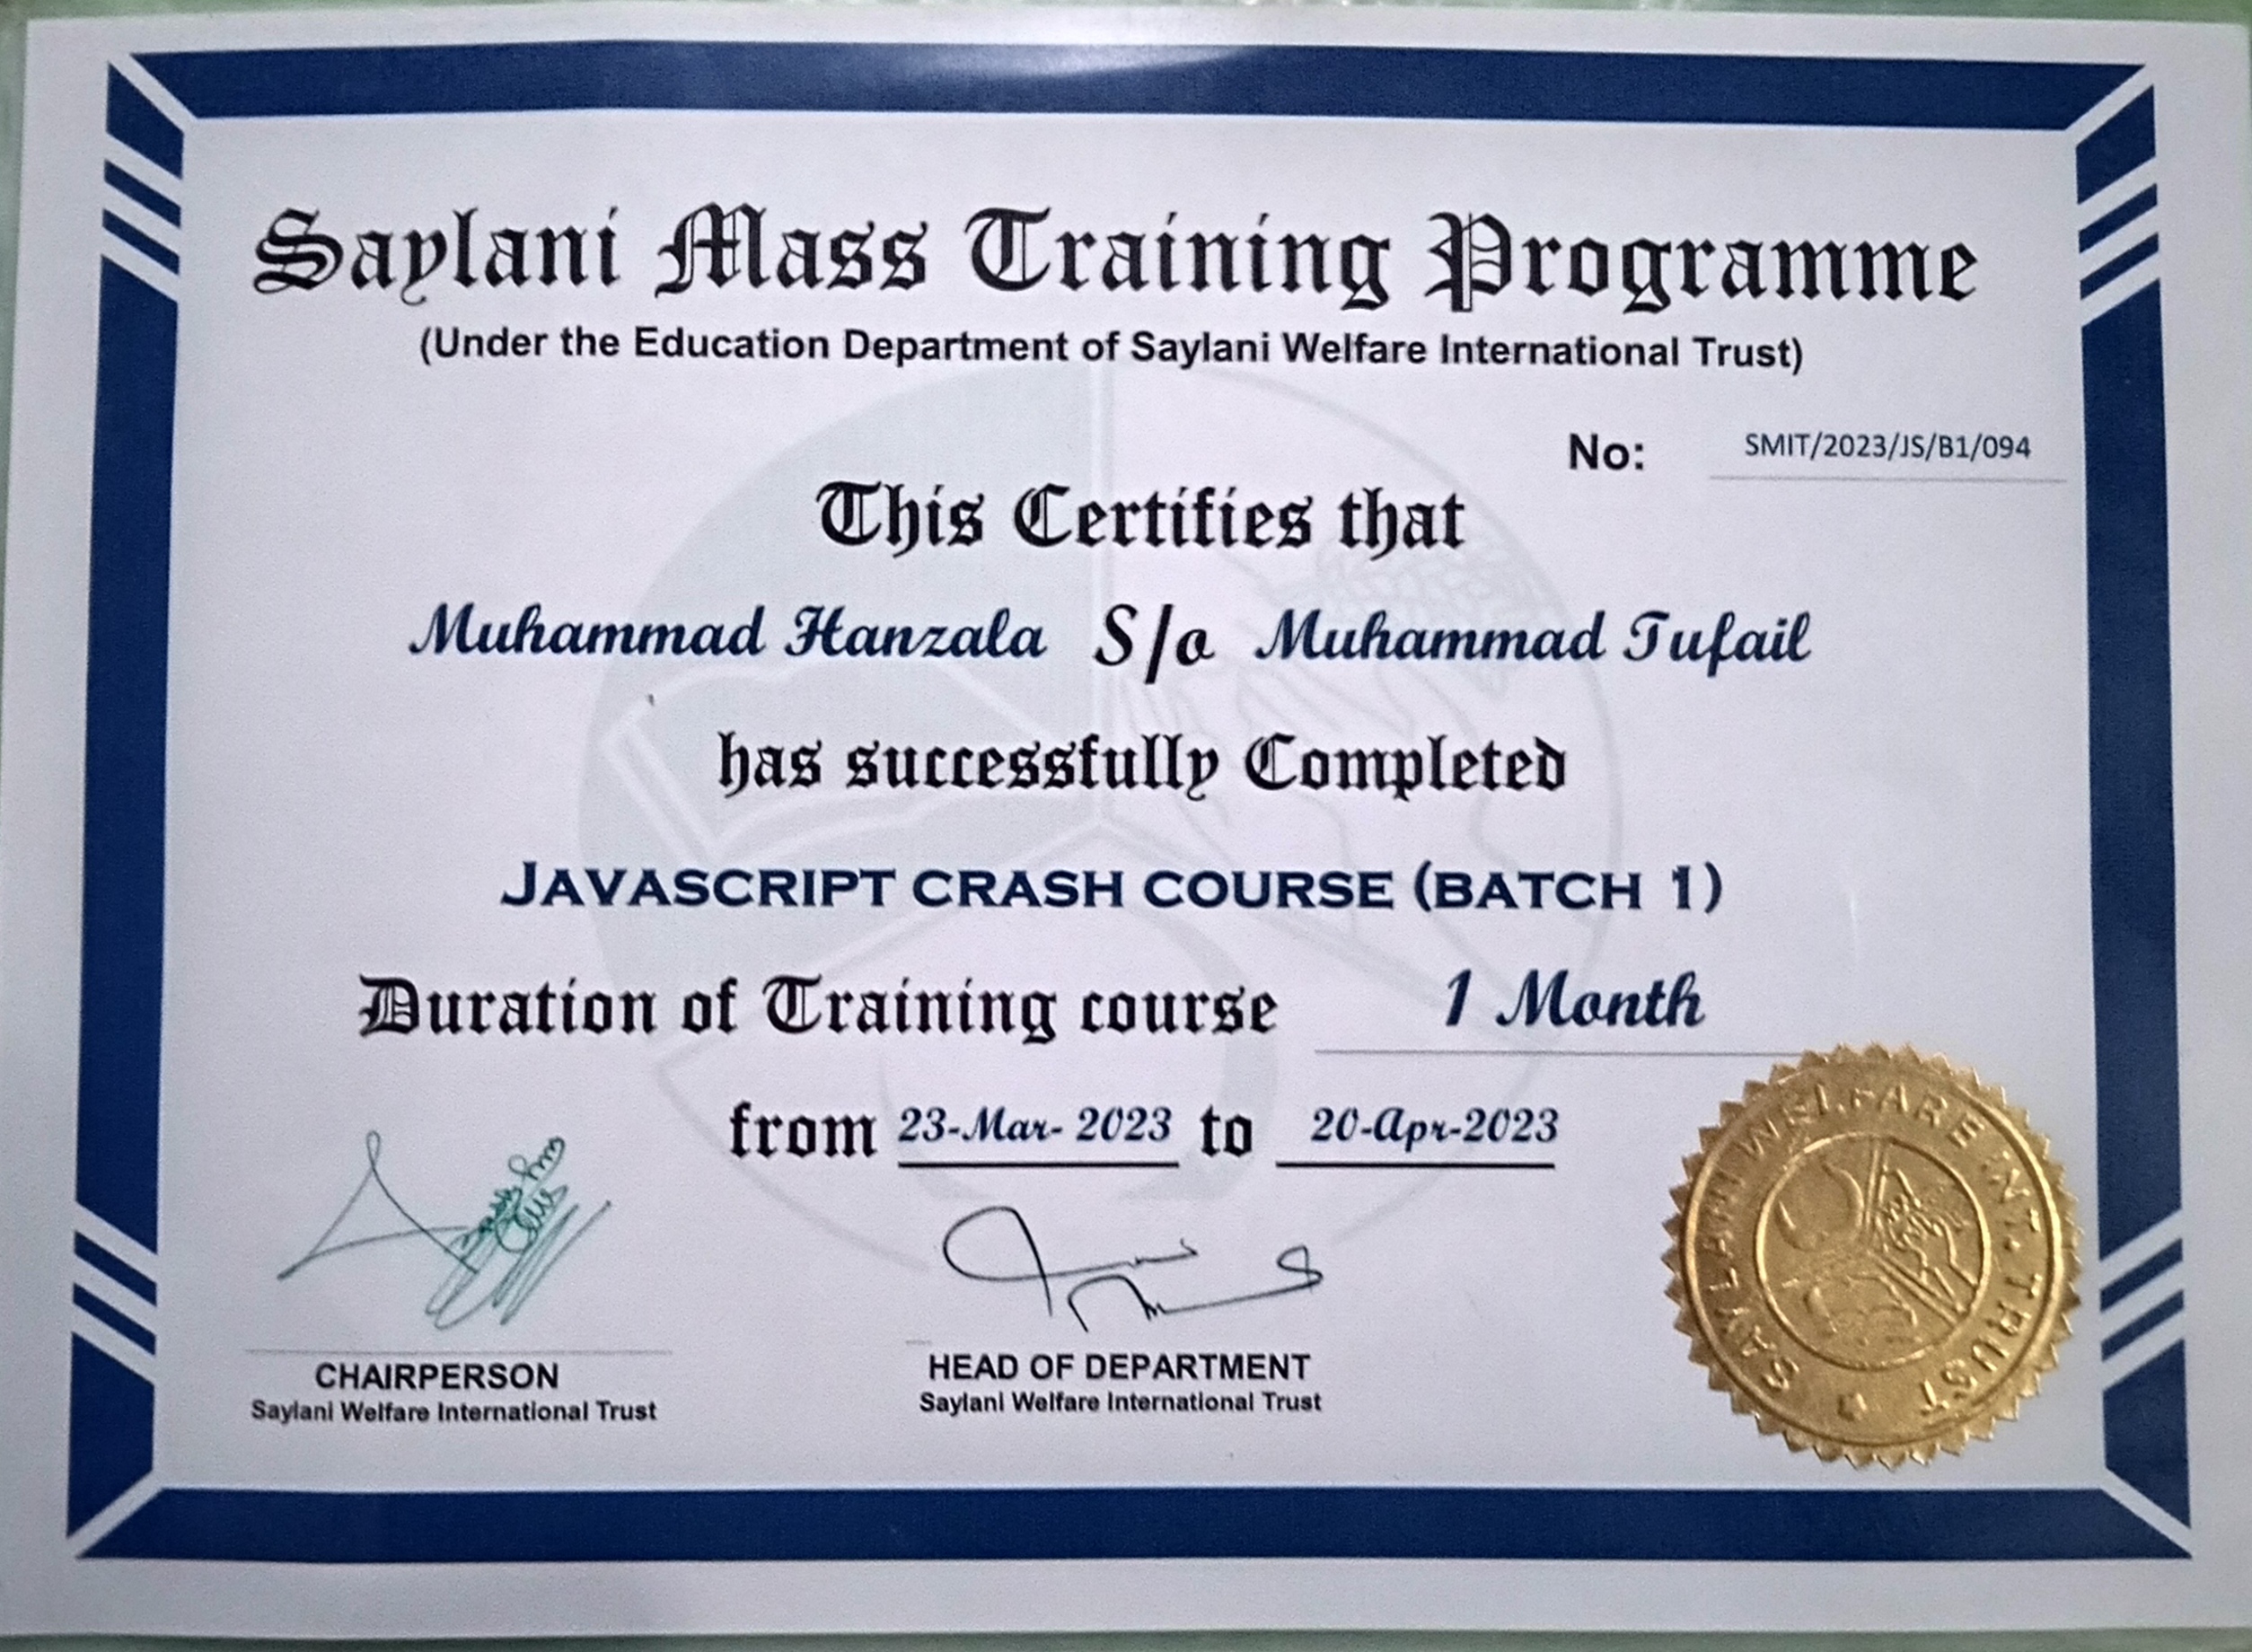 Saylani Mass Training Programme
(Under the Education Department of Saylani Welfare International Trust)
No: SMIT/2023/JS/B1/094
This Certifies that
Muhammad Hanzala S/o Muhammad Tufail
has successfully Completed
JAVASCRIPT CRASH COURSE (BATCH 1)
Duration of Training course 1 Month
from 23-Mar- 2023 to 20-Apr-2023
CHAIRPERSON
Saylani Welfare International Trust
HEAD OF DEPARTMENT
Saylani Welfare International Trust
SAYLANI WELFARE INT. TRUST